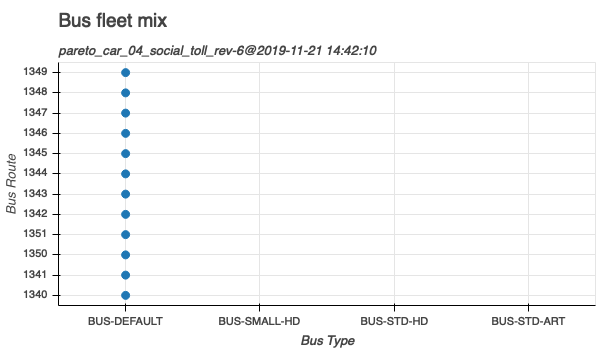 Bus fleet mix
pareto_car_04_social_toll_rev-6@2019-11-21 14:42:10
1349
1348
1347
1346
1345
1344
1343
1342
1351
1350
1341
1340
Bus Route
BUS-DEFAULT BUS-SMALL-HD BUS-STD-HD BUS-STD-ART
Bus Type